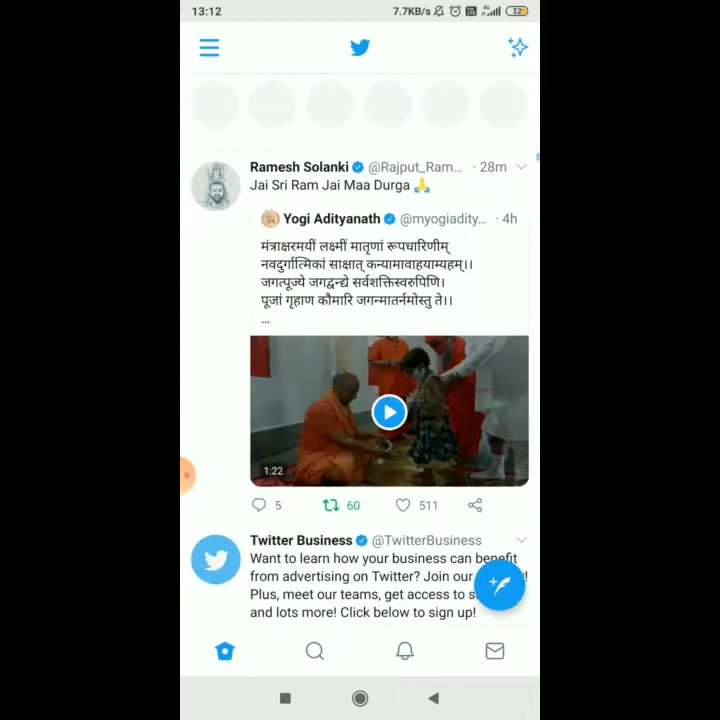 13:12 7.7KB/s 4G 32
Ramesh Solanki @Rajput_Ram... · 28m
Jai Sri Ram Jai Maa Durga 🙏
Yogi Adityanath @myogiadity... · 4h
मंत्राक्षरमयीं लक्ष्मीं मातृणां रूपधारिणीम्
नवदुर्गात्मिकां साक्षात् कन्यामावाहयाम्यहम्।।
जगत्पूज्ये जगद्वन्द्ये सर्वशक्तिस्वरुपिणि।
पूजां गृहाण कौमारि जगन्मातर्नमोस्तु ते।।
...
1:22
5 60 511
Twitter Business @TwitterBusiness
Want to learn how your business can benefit
from advertising on Twitter? Join our !
Plus, meet our teams, get access to
and lots more! Click below to sign up!